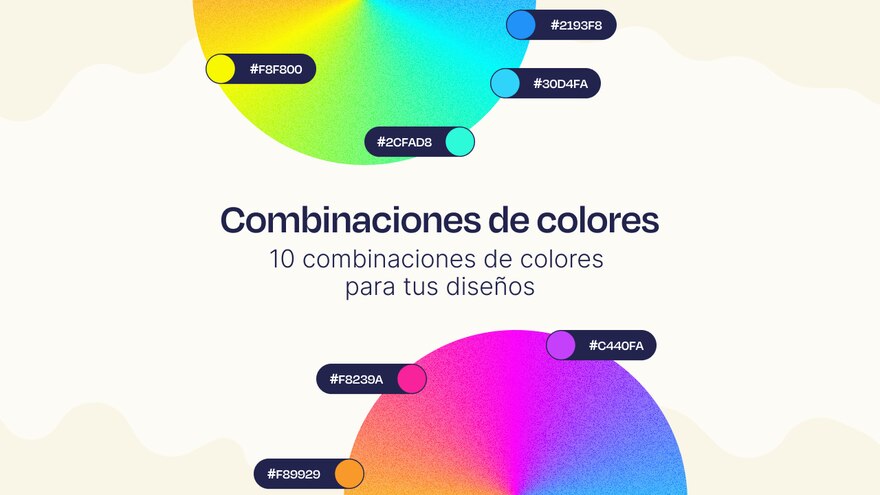 #2193F8
#F8F800
#30D4FA
#2CFAD8
Combinaciones de colores
10 combinaciones de colores
para tus diseños
#C440FA
#F8239A
#F89929